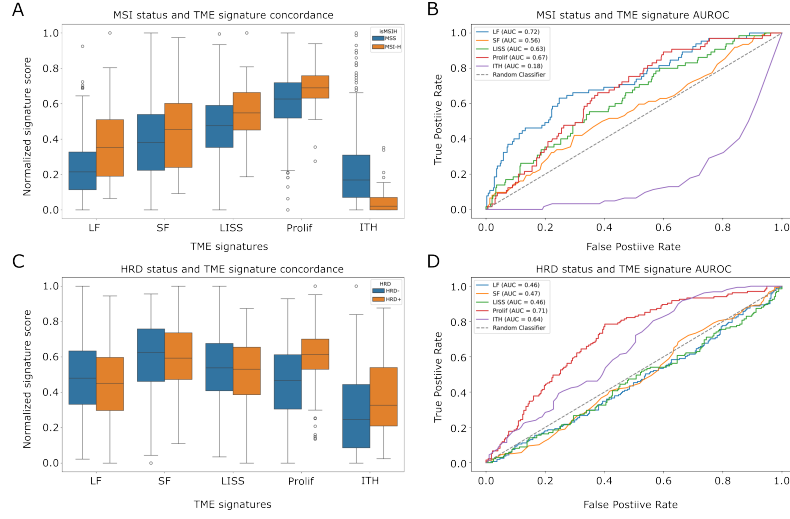 A
MSI status and TME signature concordance
Normalized signature score
1.0
0.8
0.6
0.4
0.2
0.0
isMSIH
MSS
MSI-H
LF
SF
LISS
Prolif
ITH
TME signatures
B
MSI status and TME signature AUROC
True Postiive Rate
1.0
0.8
0.6
0.4
0.2
0.0
LF (AUC = 0.72)
SF (AUC = 0.56)
LISS (AUC = 0.63)
Prolif (AUC = 0.67)
ITH (AUC = 0.18)
Random Classifier
0.0
0.2
0.4
0.6
0.8
1.0
False Postiive Rate
C
HRD status and TME signature concordance
Normalized signature score
1.0
0.8
0.6
0.4
0.2
0.0
HRD
HRD-
HRD+
LF
SF
LISS
Prolif
ITH
TME signatures
D
HRD status and TME signature AUROC
True Postiive Rate
1.0
0.8
0.6
0.4
0.2
0.0
LF (AUC = 0.46)
SF (AUC = 0.47)
LISS (AUC = 0.46)
Prolif (AUC = 0.71)
ITH (AUC = 0.64)
Random Classifier
0.0
0.2
0.4
0.6
0.8
1.0
False Postiive Rate